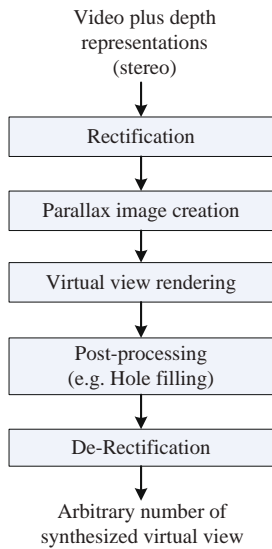 Video plus depth
representations
(stereo)
Rectification
Parallax image creation
Virtual view rendering
Post-processing
(e.g. Hole filling)
De-Rectification
Arbitrary number of
synthesized virtual view